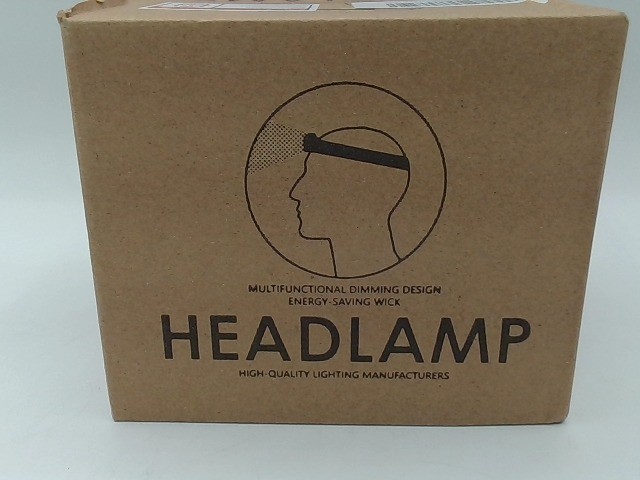 MULTIFUNCTIONAL DIMMING DESIGN
ENERGY-SAVING WICK
HEADLAMP
HIGH-QUALITY LIGHTING MANUFACTURERS